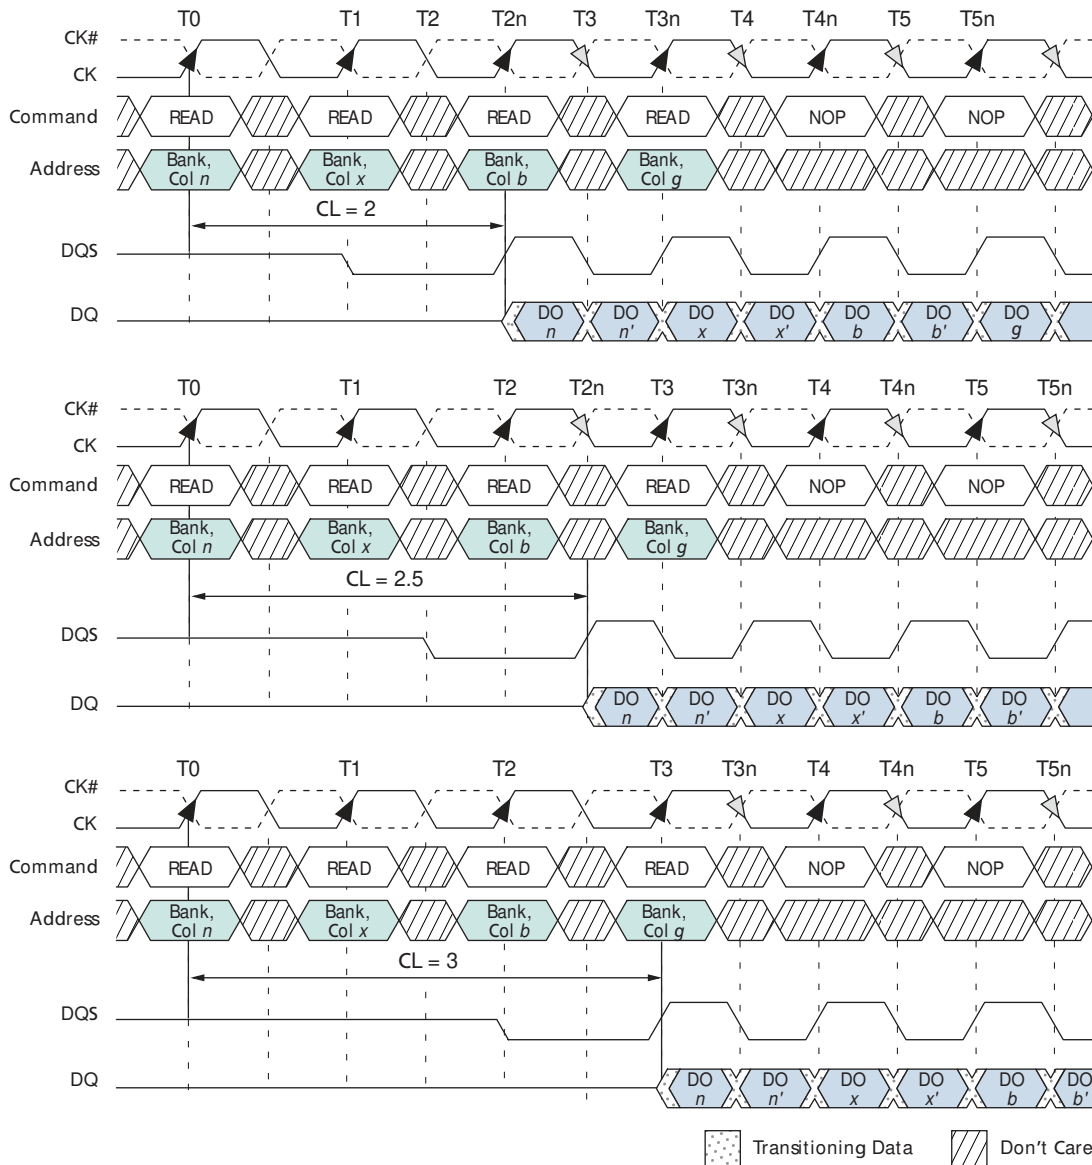 T0 T1 T2 T2n T3 T3n T4 T4n T5 T5n
CK#
CK
Command READ READ READ READ NOP NOP
Address Bank, Col n Bank, Col x Bank, Col b Bank, Col g
CL = 2
DQS
DQ DO n DO n' DO x DO x' DO b DO b' DO g
T0 T1 T2 T2n T3 T3n T4 T4n T5 T5n
CK#
CK
Command READ READ READ READ NOP NOP
Address Bank, Col n Bank, Col x Bank, Col b Bank, Col g
CL = 2.5
DQS
DQ DO n DO n' DO x DO x' DO b DO b'
T0 T1 T2 T3 T3n T4 T4n T5 T5n
CK#
CK
Command READ READ READ READ NOP NOP
Address Bank, Col n Bank, Col x Bank, Col b Bank, Col g
CL = 3
DQS
DQ DO n DO n' DO x DO x' DO b DO b'
Transitioning Data Don't Care